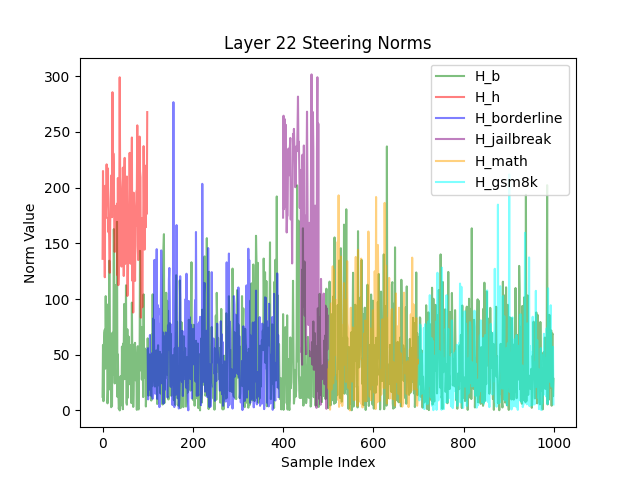 Layer 22 Steering Norms
300
250
200
150
100
50
0
Norm Value
H_b
H_h
H_borderline
H_jailbreak
H_math
H_gsm8k
0
200
400
600
800
1000
Sample Index